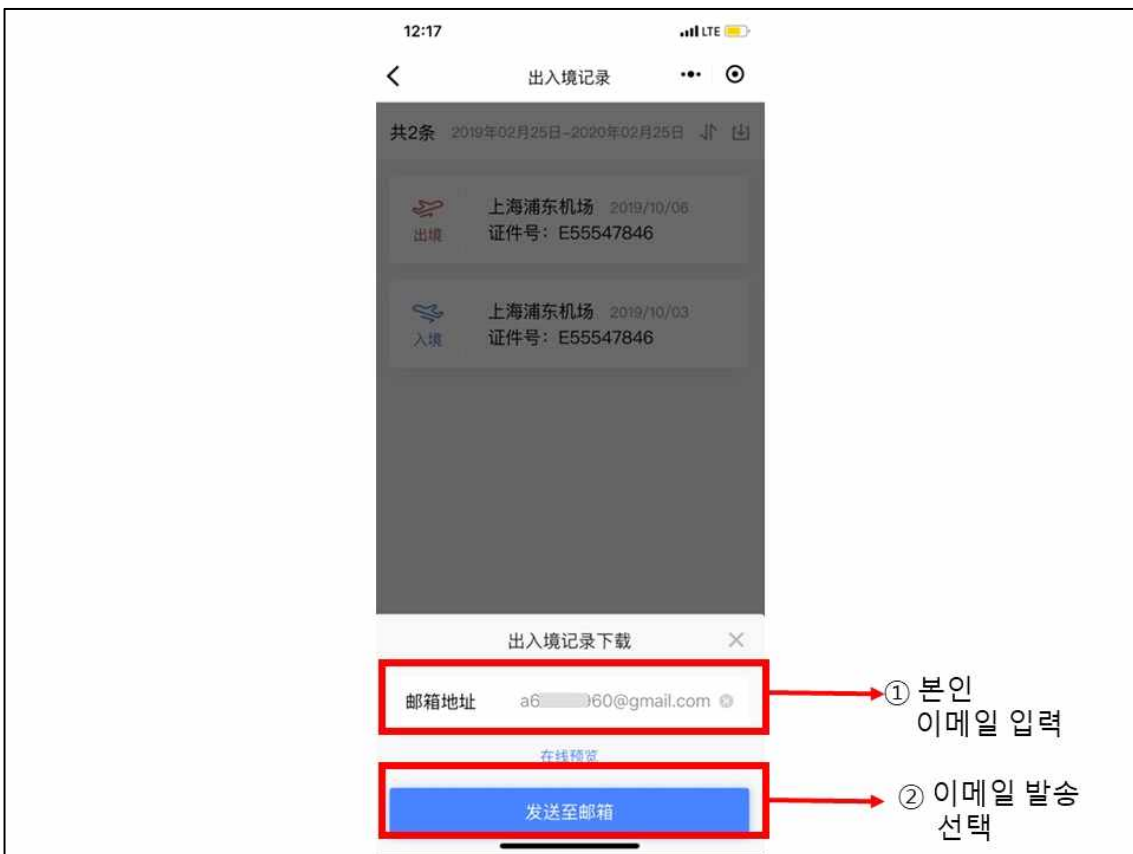 12:17 LTE
出入境记录
共2条 2019年02月25日-2020年02月25日
上海浦东机场 2019/10/06
出境 证件号：E55547846
上海浦东机场 2019/10/03
入境 证件号：E55547846
出入境记录下载
邮箱地址 a6 60@gmail.com
① 본인
이메일 입력
在线预览
发送至邮箱
② 이메일 발송
선택